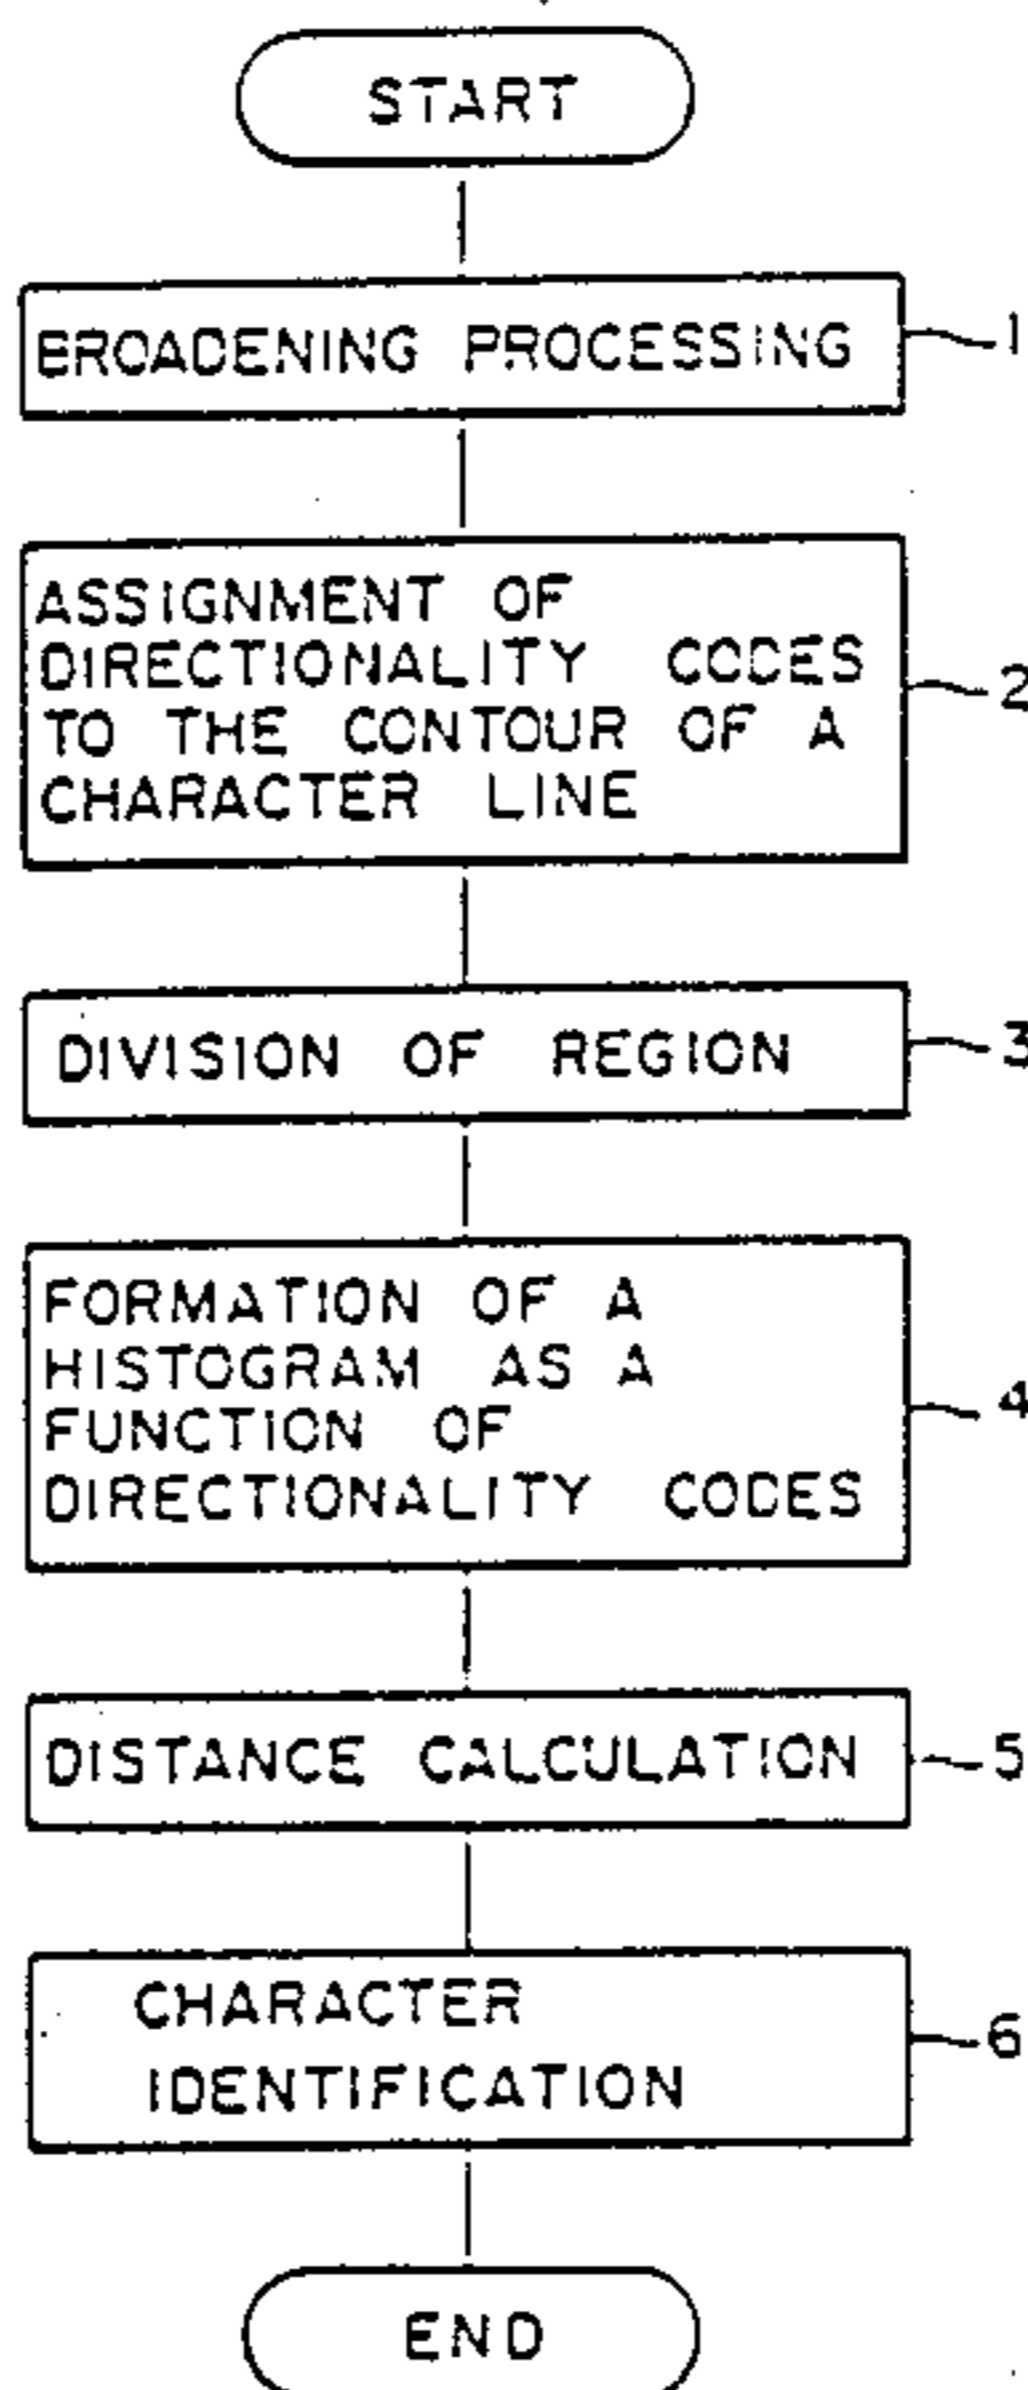 START
BROADENING PROCESSING
1
ASSIGNMENT OF
DIRECTIONALITY CODES
TO THE CONTOUR OF A
CHARACTER LINE
2
DIVISION OF REGION
3
FORMATION OF A
HISTOGRAM AS A
FUNCTION OF
DIRECTIONALITY CODES
4
DISTANCE CALCULATION
5
CHARACTER
IDENTIFICATION
6
END